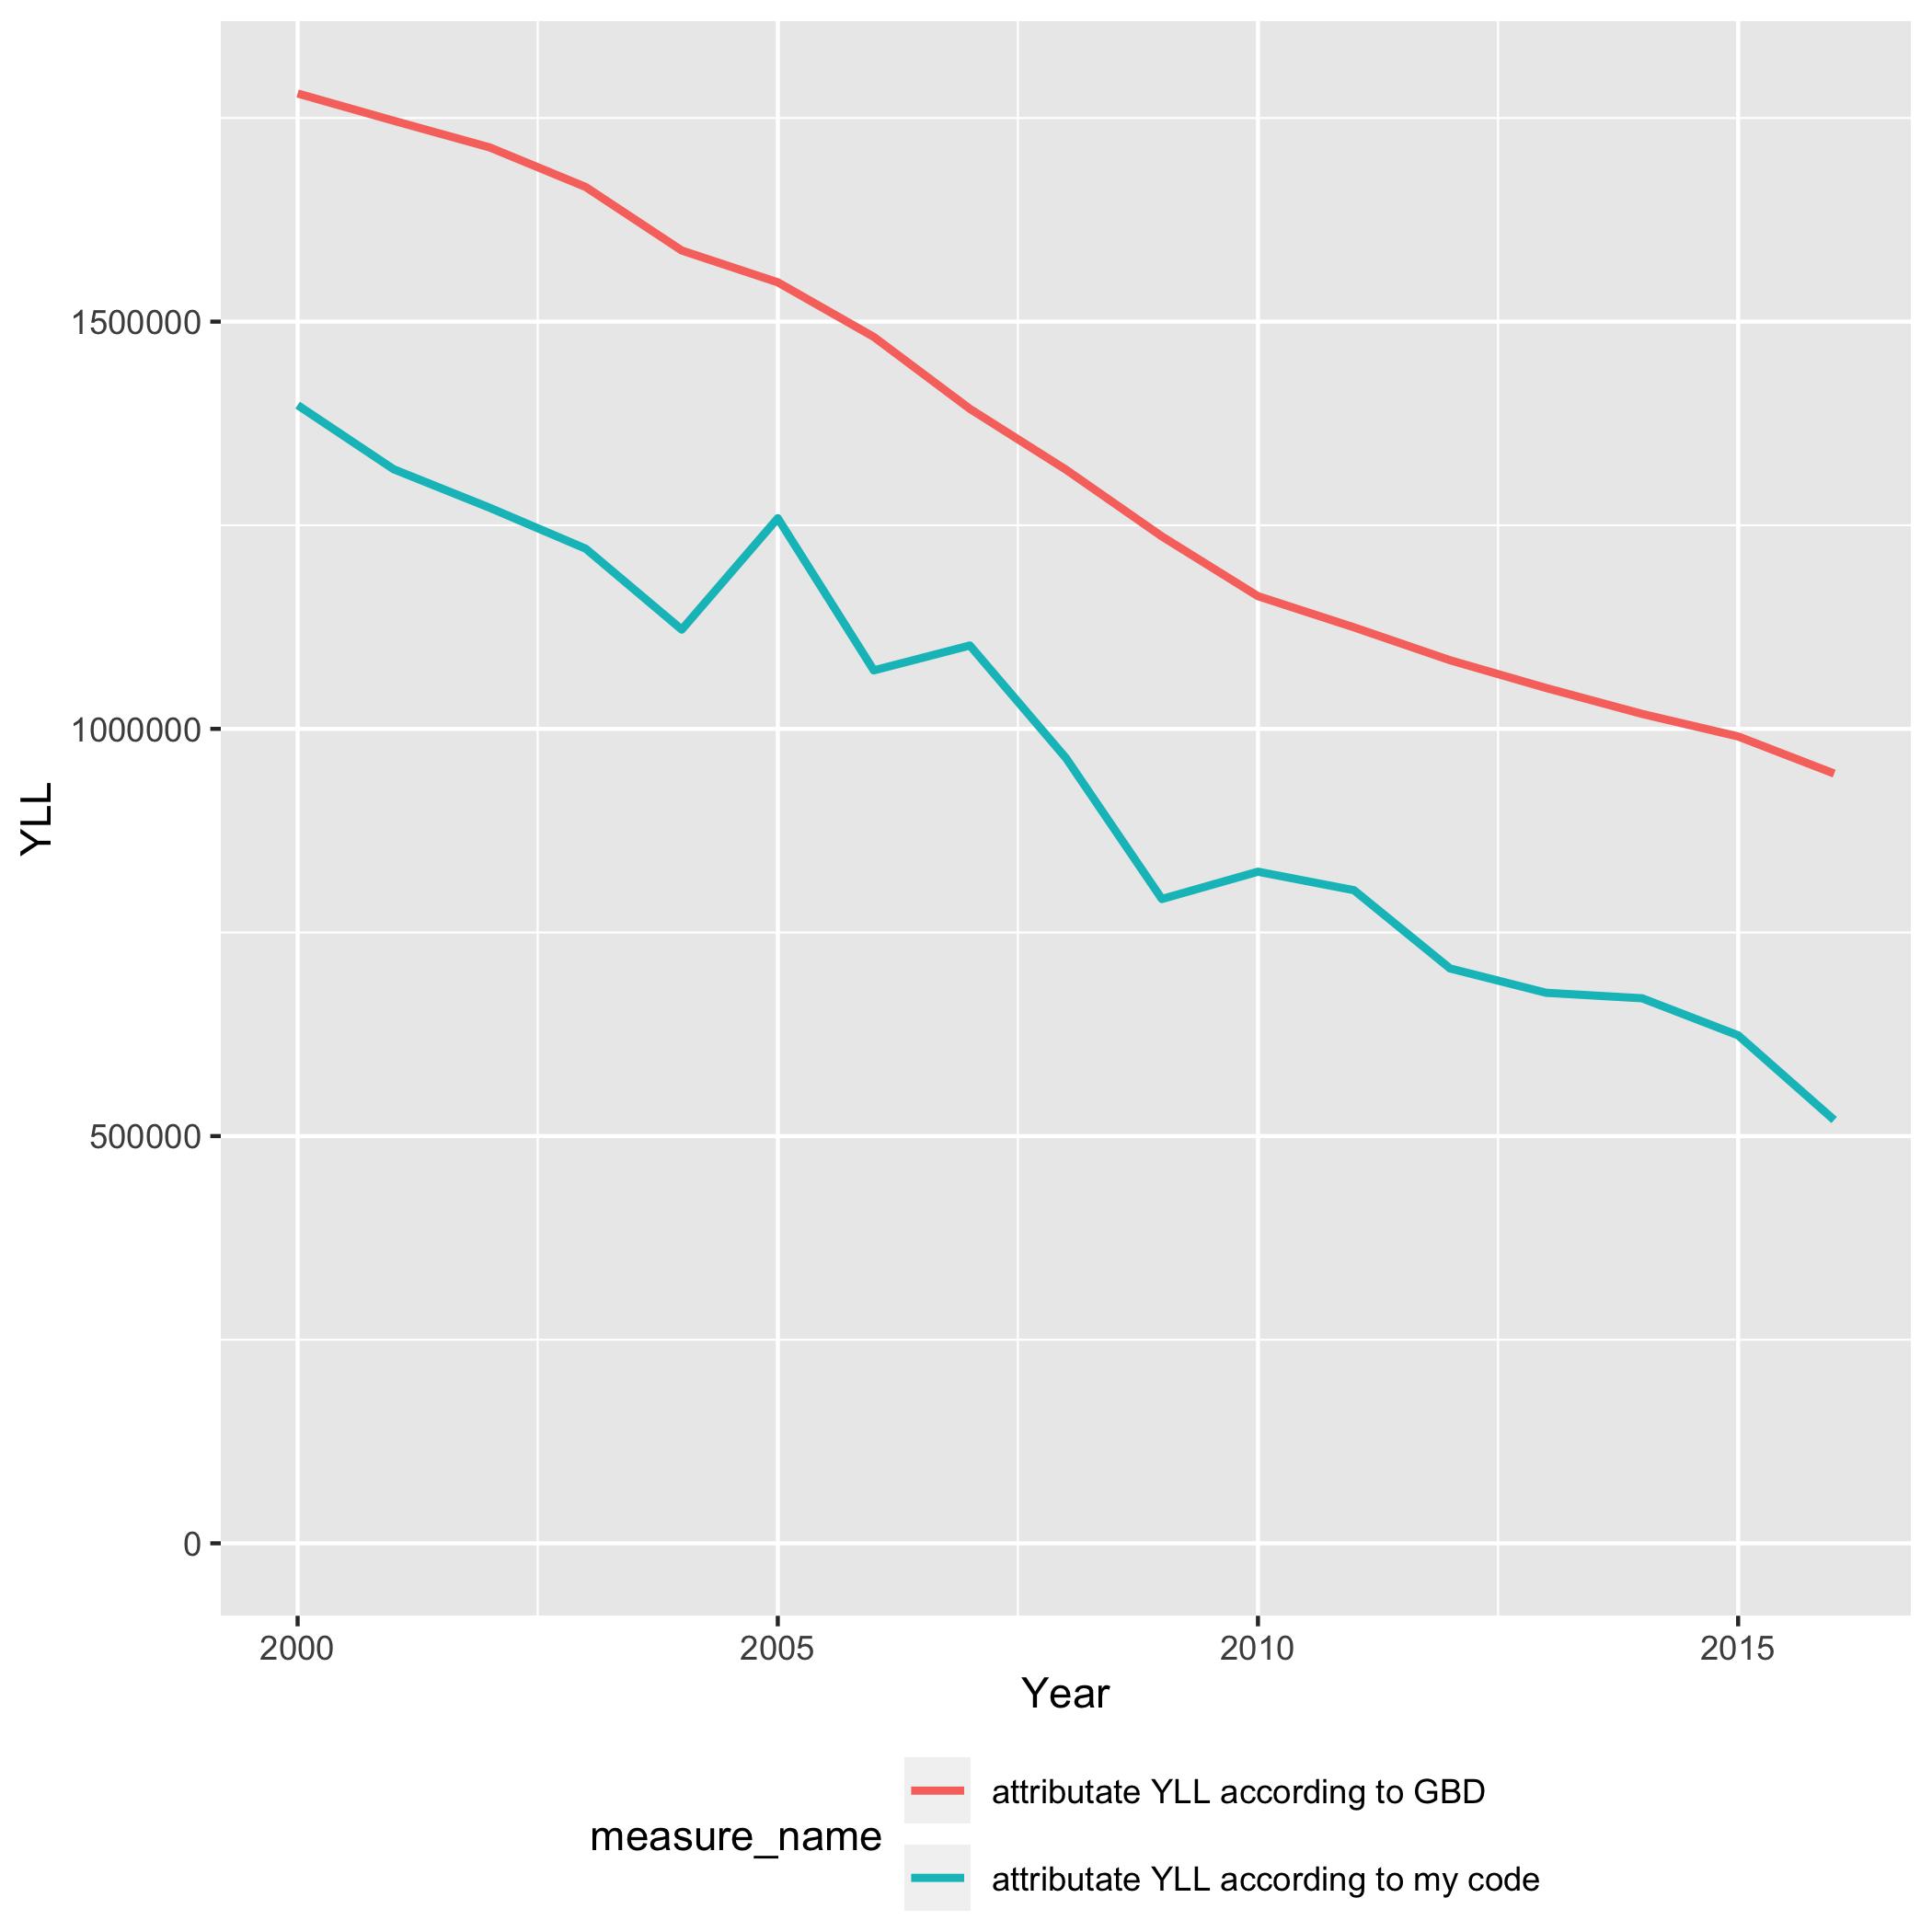 YLL
1500000
1000000
500000
0
2000 2005 2010 2015
Year
measure_name
attributate YLL according to GBD
attributate YLL according to my code